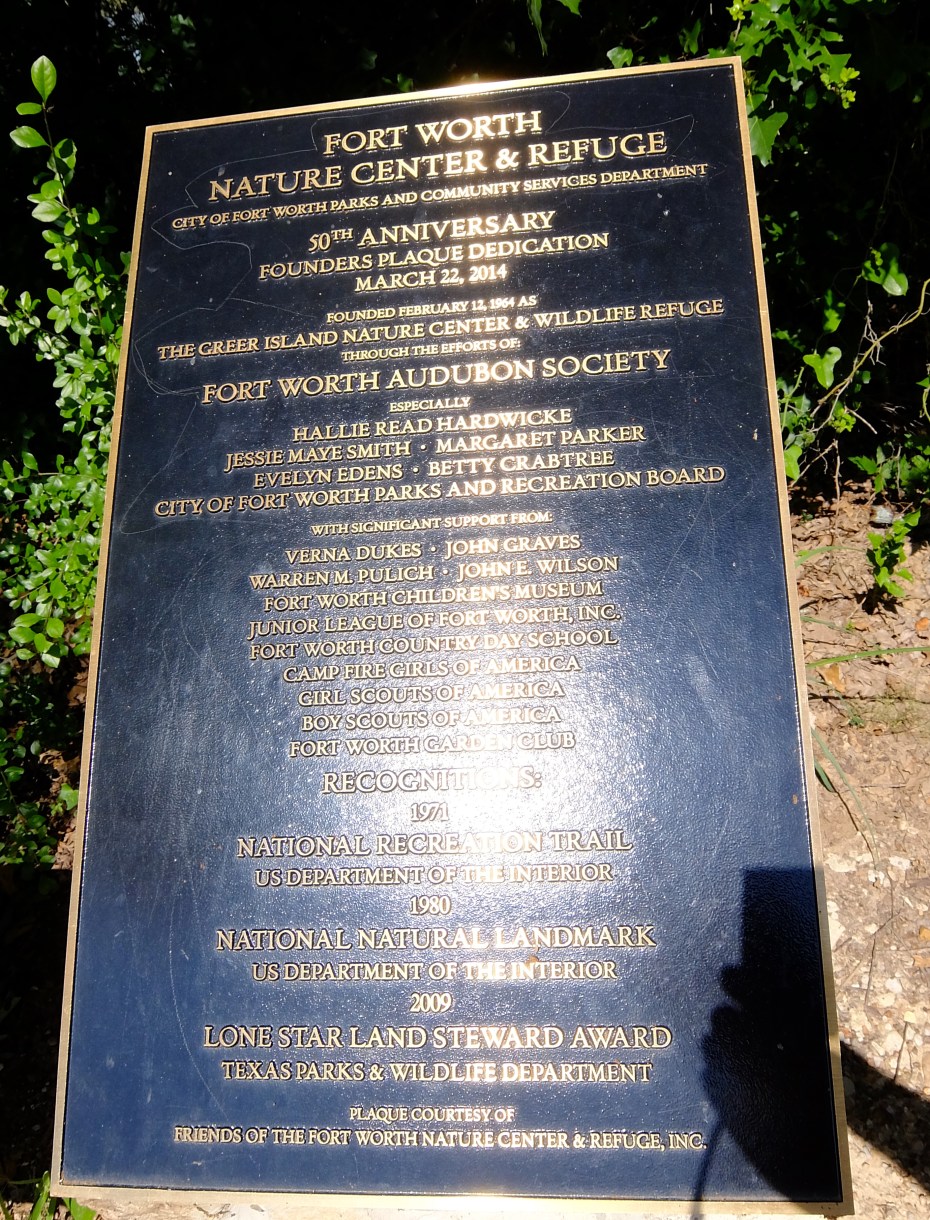 FORT WORTH
NATURE CENTER & REFUGE
CITY OF FORT WORTH PARKS AND COMMUNITY SERVICES DEPARTMENT
50TH ANNIVERSARY
FOUNDERS PLAQUE DEDICATION
MARCH 22, 2014
FOUNDED FEBRUARY 12, 1964 AS
THE GREER ISLAND NATURE CENTER & WILDLIFE REFUGE
THROUGH THE EFFORTS OF:
FORT WORTH AUDUBON SOCIETY
ESPECIALLY
HALLIE READ HARDWICKE
JESSIE MAYE SMITH · MARGARET PARKER
EVELYN EDENS · BETTY CRABTREE
CITY OF FORT WORTH PARKS AND RECREATION BOARD
WITH SIGNIFICANT SUPPORT FROM:
VERNA DUKES · JOHN GRAVES
WARREN M. PULICH · JOHN E. WILSON
FORT WORTH CHILDREN'S MUSEUM
JUNIOR LEAGUE OF FORT WORTH, INC.
FORT WORTH COUNTRY DAY SCHOOL
CAMP FIRE GIRLS OF AMERICA
GIRL SCOUTS OF AMERICA
BOY SCOUTS OF AMERICA
FORT WORTH GARDEN CLUB
RECOGNITIONS:
1971
NATIONAL RECREATION TRAIL
US DEPARTMENT OF THE INTERIOR
1980
NATIONAL NATURAL LANDMARK
US DEPARTMENT OF THE INTERIOR
2009
LONE STAR LAND STEWARD AWARD
TEXAS PARKS & WILDLIFE DEPARTMENT
PLAQUE COURTESY OF
FRIENDS OF THE FORT WORTH NATURE CENTER & REFUGE, INC.